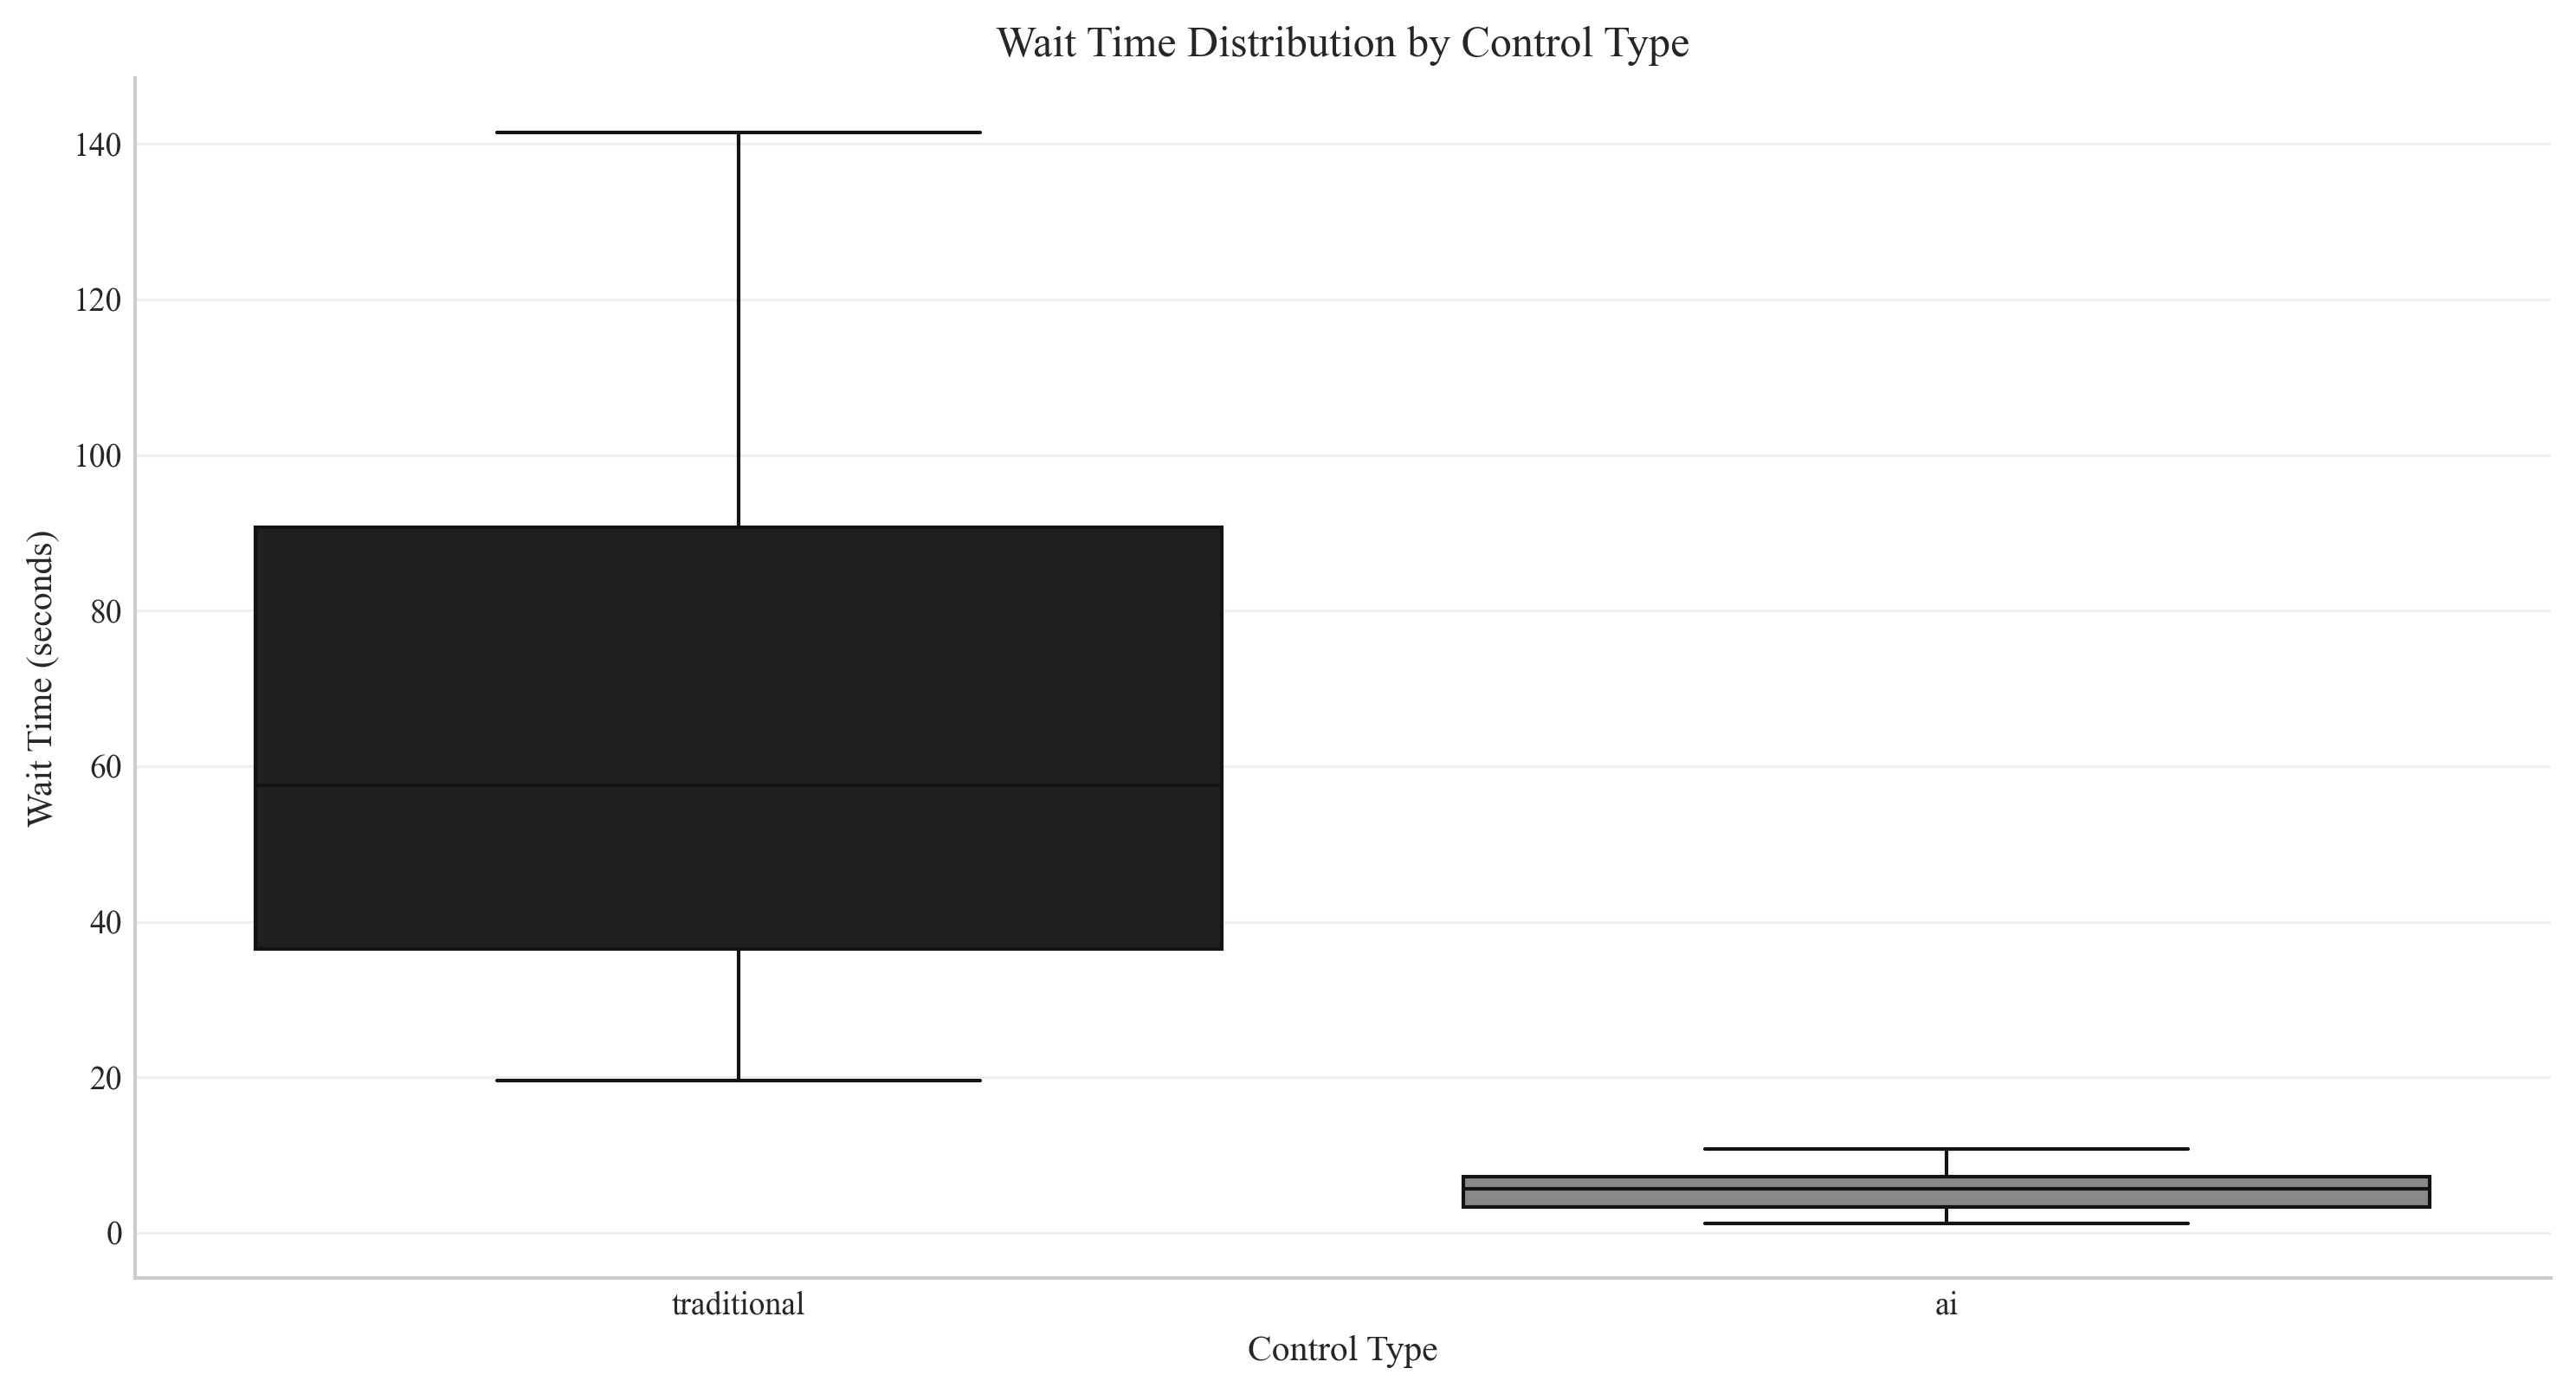 Wait Time Distribution by Control Type
140
120
100
80
60
40
20
0
Wait Time (seconds)
traditional
ai
Control Type